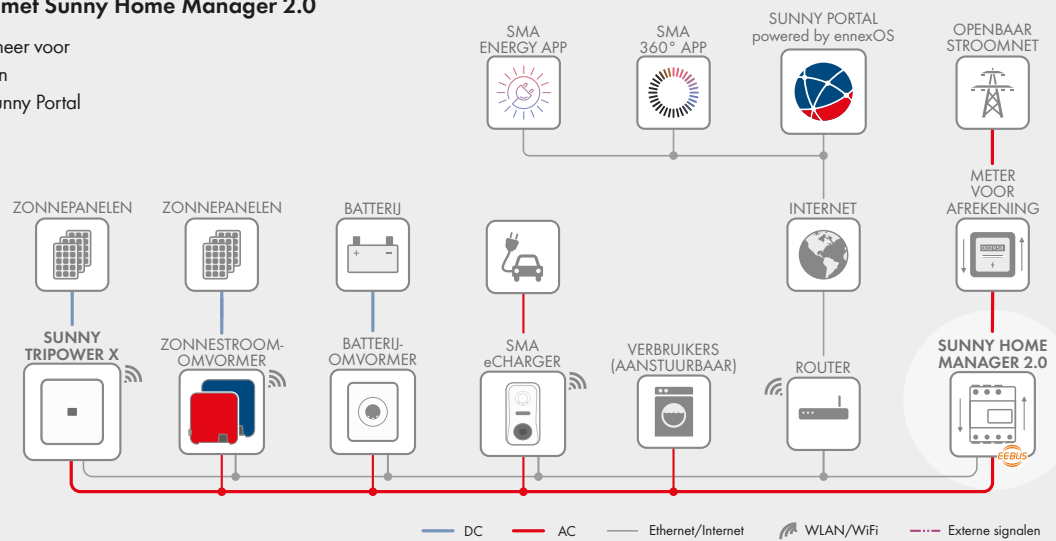 met Sunny Home Manager 2.0
neer voor
n
unny Portal
SMA
ENERGY APP
SMA
360° APP
SUNNY PORTAL
powered by ennexOS
OPENBAAR
STROOMNET
METER
VOOR
AFREKENING
ZONNEPANELEN
ZONNEPANELEN
BATTERIJ
INTERNET
SUNNY
TRIPOWER X
ZONNESTROOM-
OMVORMER
BATTERIJ-
OMVORMER
SMA
eCHARGER
VERBRUIKERS
(AANSTUURBAAR)
ROUTER
SUNNY HOME
MANAGER 2.0
EEBUS
DC
AC
Ethernet/Internet
WLAN/WiFi
Externe signalen